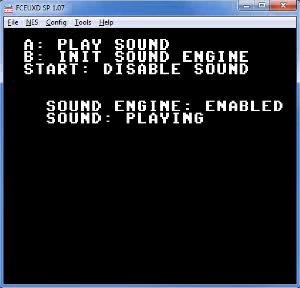 FCEUXD SP 1.07
File NES Config Tools Help
A: PLAY SOUND
B: INIT SOUND ENGINE
START: DISABLE SOUND
SOUND ENGINE: ENABLED
SOUND: PLAYING